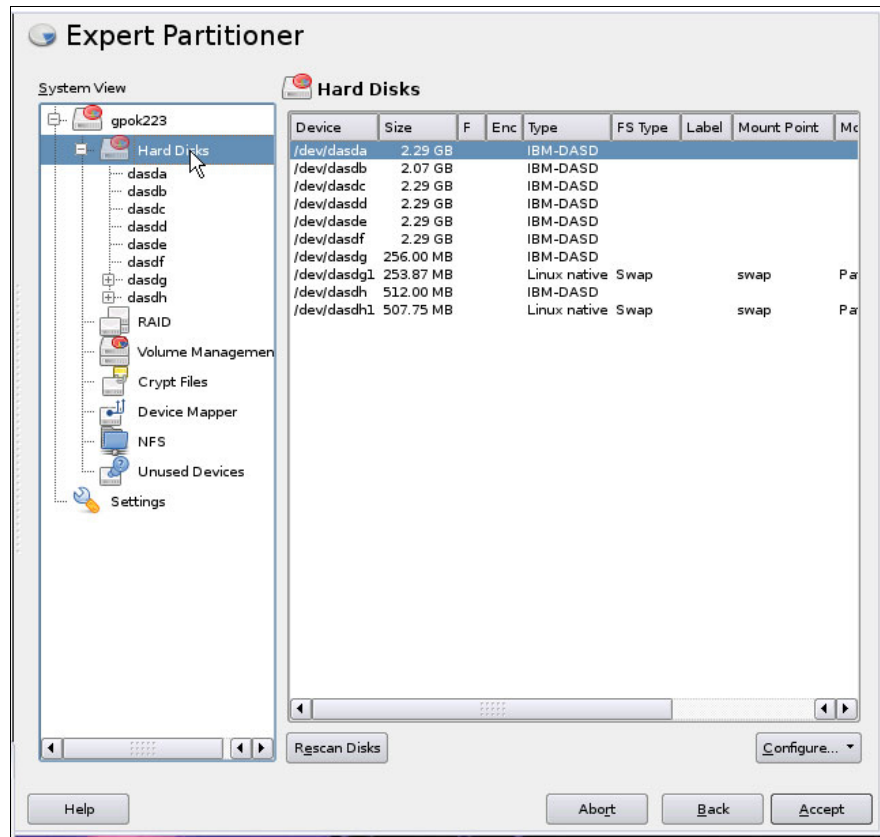 Expert Partitioner
System View
gpok223
Hard Disks
dasda
dasdb
dasdc
dasdd
dasde
dasdf
dasdg
dasdh
RAID
Volume Managemen
Crypt Files
Device Mapper
NFS
Unused Devices
Settings
Hard Disks
Device Size F Enc Type FS Type Label Mount Point Mo
/dev/dasda 2.29 GB IBM-DASD
/dev/dasdb 2.07 GB IBM-DASD
/dev/dasdc 2.29 GB IBM-DASD
/dev/dasdd 2.29 GB IBM-DASD
/dev/dasde 2.29 GB IBM-DASD
/dev/dasdf 2.29 GB IBM-DASD
/dev/dasdg 256.00 MB IBM-DASD
/dev/dasdg1 253.87 MB Linux native Swap swap Pa
/dev/dasdh 512.00 MB IBM-DASD
/dev/dasdh1 507.75 MB Linux native Swap swap Pa
Rescan Disks
Configure...
Help
Abort
Back
Accept